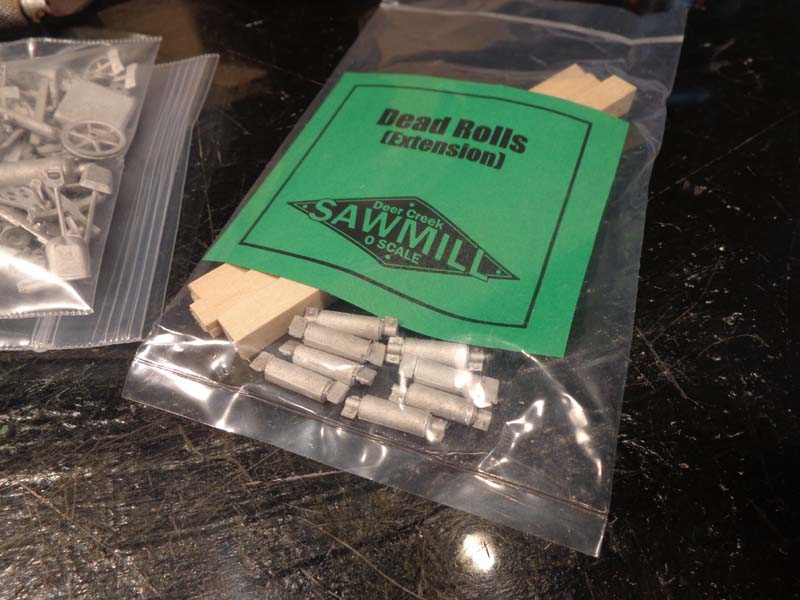 Dead Rolls
(Extension)
Deer Creek
SAWMILL
O SCALE